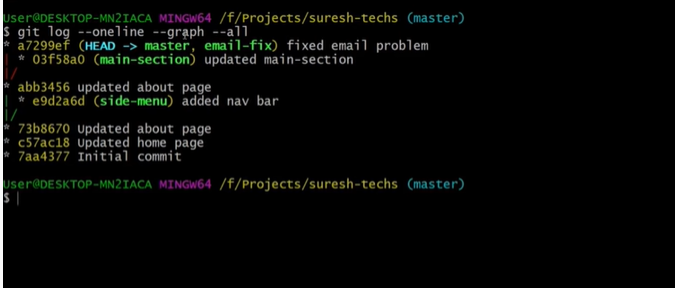 User@DESKTOP-MN2IACA MINGW64 /f/Projects/suresh-techs (master)
$ git log --oneline --graph --all
* a7299ef (HEAD -> master, email-fix) fixed email problem
| * 03f58a0 (main-section) updated main-section
|/
* abb3456 updated about page
| * e9d2a6d (side-menu) added nav bar
|/
* 73b8670 Updated about page
* c57ac18 Updated home page
* 7aa4377 Initial commit
User@DESKTOP-MN2IACA MINGW64 /f/Projects/suresh-techs (master)
$